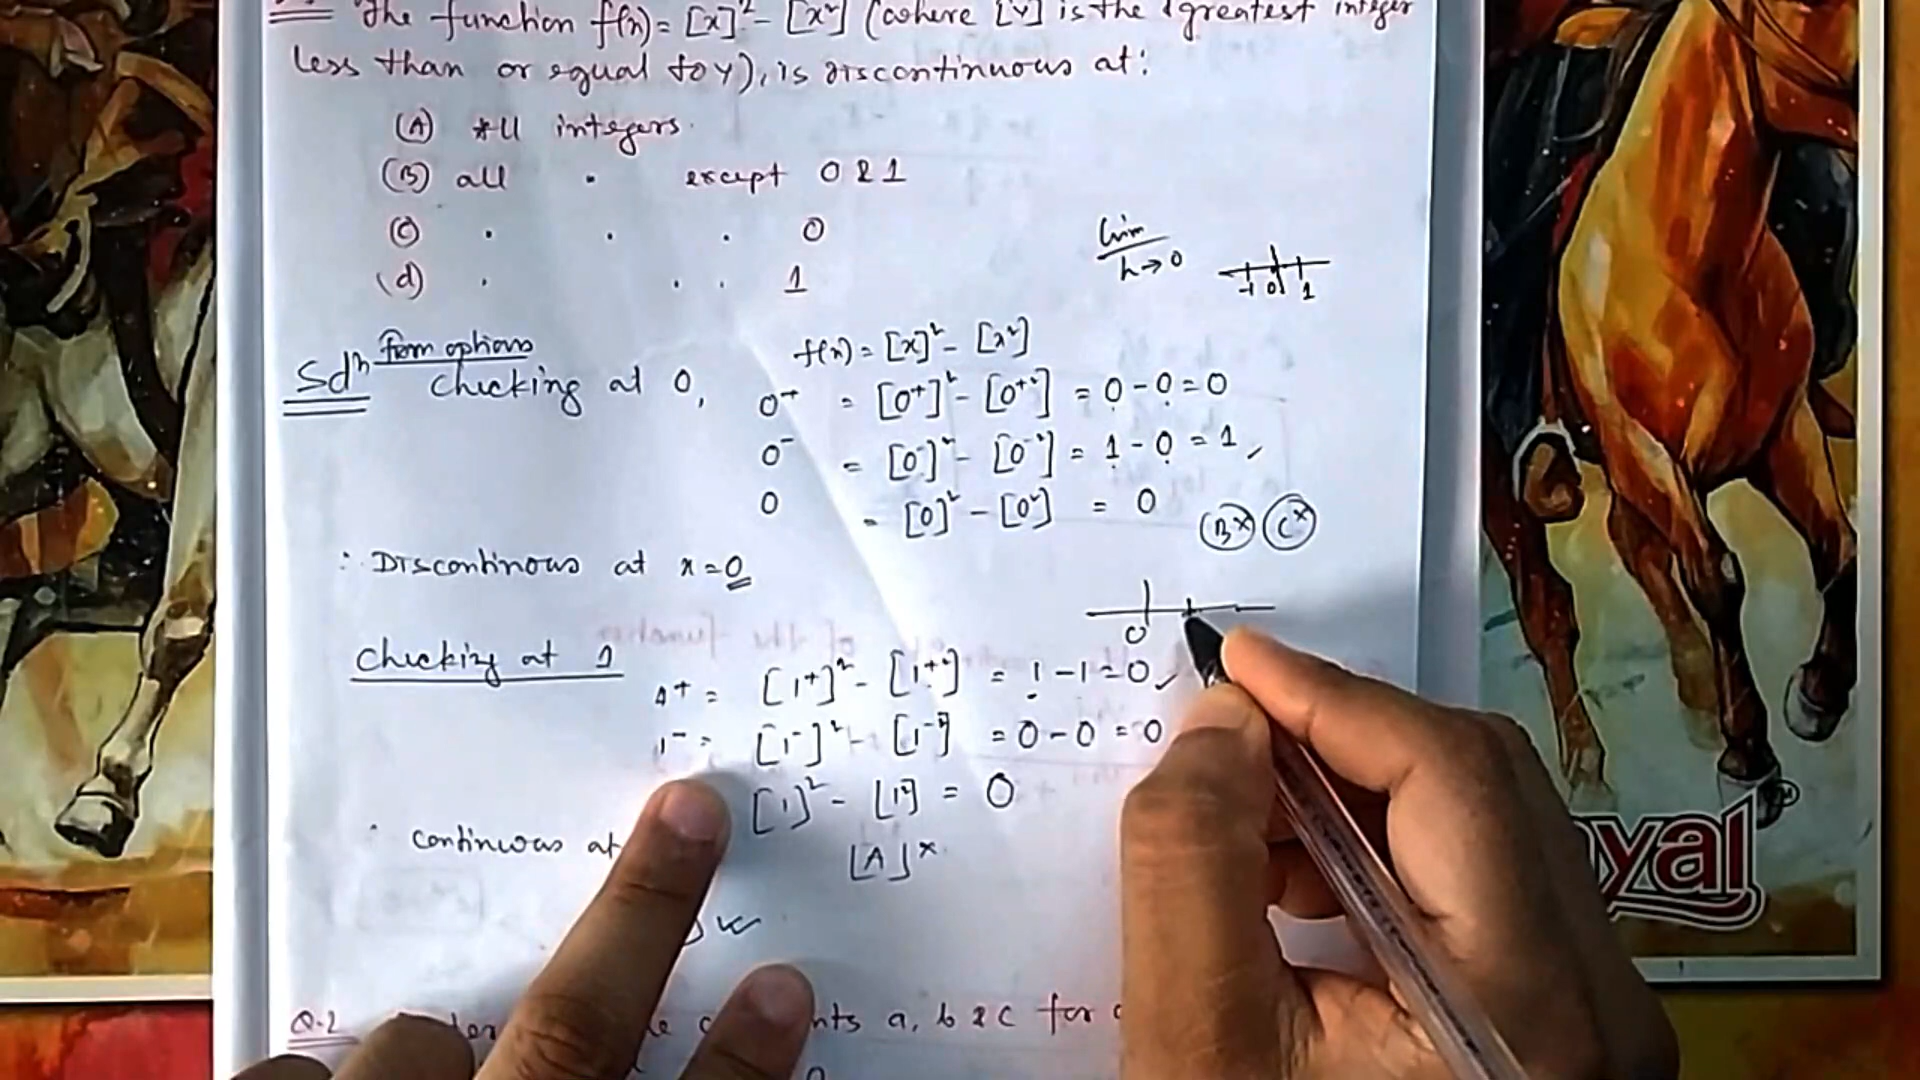 The function f(x) = [x]² - [x²] (where [y] is the greatest integer
less than or equal to y), is discontinuous at:
(A) all integers.
(B) all " except 0 & 1
(C) " " " 0
(d) " " " 1
Lim h→0
-1 0 1
Solⁿ from options
Checking at 0,
f(x) = [x]² - [x²]
0⁺ = [0⁺]² - [0⁺²] = 0 - 0 = 0
0⁻ = [0⁻]² - [0⁻²] = 1 - 0 = 1
0 = [0]² - [0²] = 0
(B×) (C×)
∴ Discontinous at x = 0
0
Checking at 1
1⁺ = [1⁺]² - [1⁺²] = 1 - 1 = 0
1⁻ = [1⁻]² - [1⁻²] = 0 - 0 = 0
[1]² - [1²] = 0
∴ continuous at
[A]×
Q.2 a, b & c for
yal